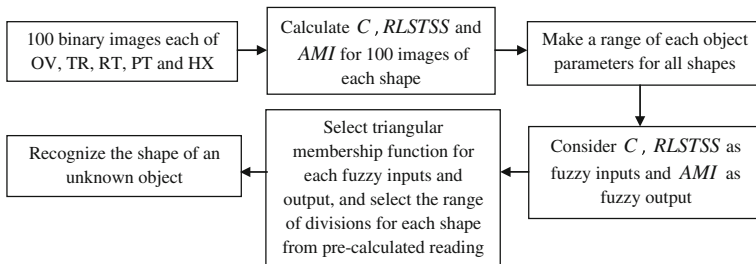 100 binary images each of
OV, TR, RT, PT and HX
Calculate C , RLSTSS and
AMI for 100 images of
each shape
Make a range of each object
parameters for all shapes
Consider C , RLSTSS as
fuzzy inputs and AMI as
fuzzy output
Select triangular
membership function for
each fuzzy inputs and
output, and select the range
of divisions for each shape
from pre-calculated reading
Recognize the shape of an
unknown object